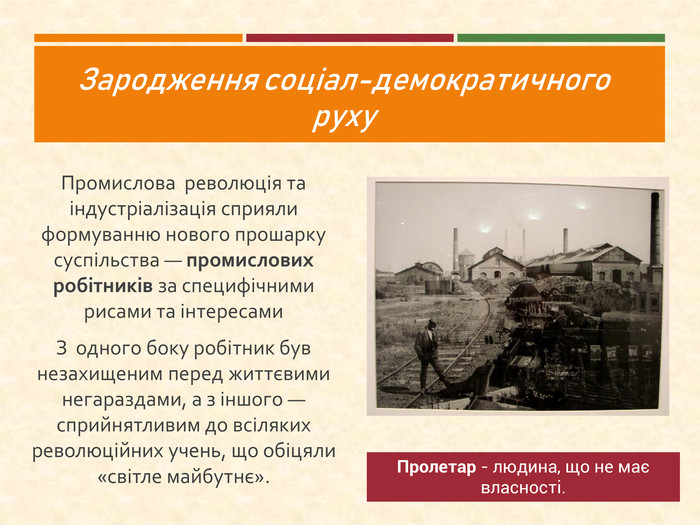 Зародження соціал-демократичного
руху
Промислова революція та
індустріалізація сприяли
формуванню нового прошарку
суспільства — промислових
робітників за специфічними
рисами та інтересами
З одного боку робітник був
незахищеним перед життєвими
негараздами, а з іншого —
сприйнятливим до всіляких
революційних учень, що обіцяли
«світле майбутнє».
Пролетар - людина, що не має
власності.